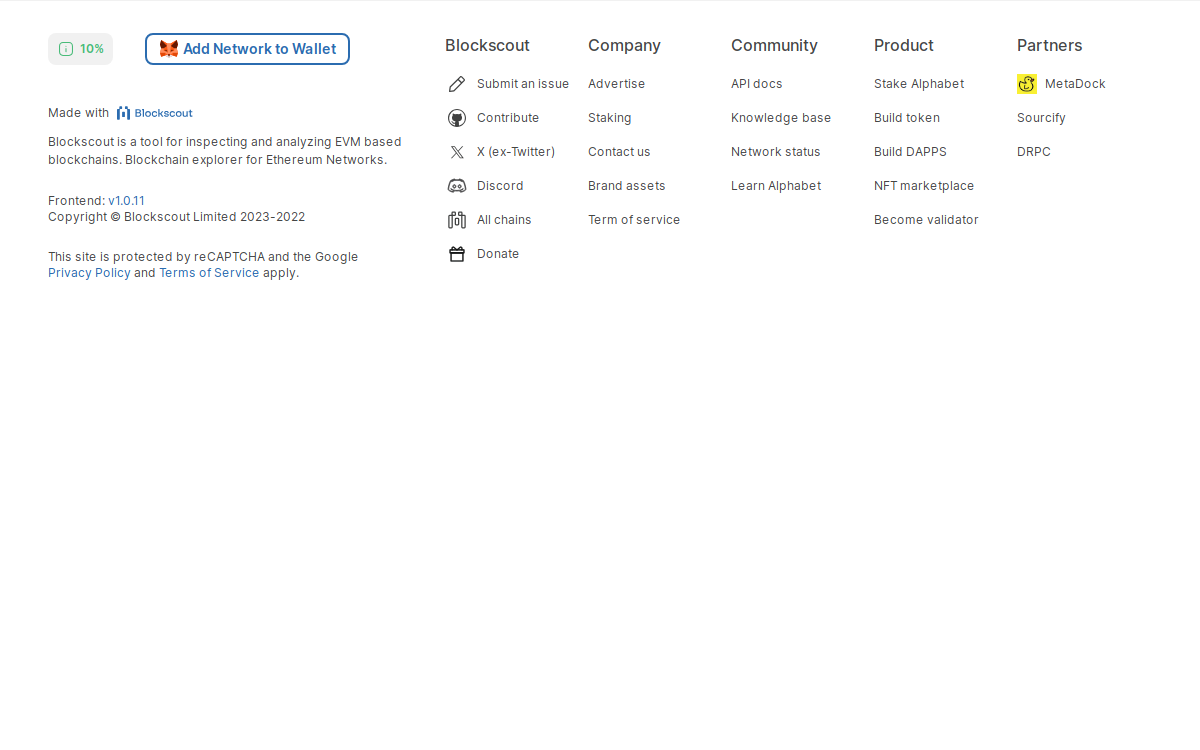 10%
Add Network to Wallet
Made with Blockscout
Blockscout is a tool for inspecting and analyzing EVM based
blockchains. Blockchain explorer for Ethereum Networks.
Frontend: v1.0.11
Copyright © Blockscout Limited 2023-2022
This site is protected by reCAPTCHA and the Google
Privacy Policy and Terms of Service apply.
Blockscout
Submit an issue
Contribute
X (ex-Twitter)
Discord
All chains
Donate
Company
Advertise
Staking
Contact us
Brand assets
Term of service
Community
API docs
Knowledge base
Network status
Learn Alphabet
Product
Stake Alphabet
Build token
Build DAPPS
NFT marketplace
Become validator
Partners
MetaDock
Sourcify
DRPC